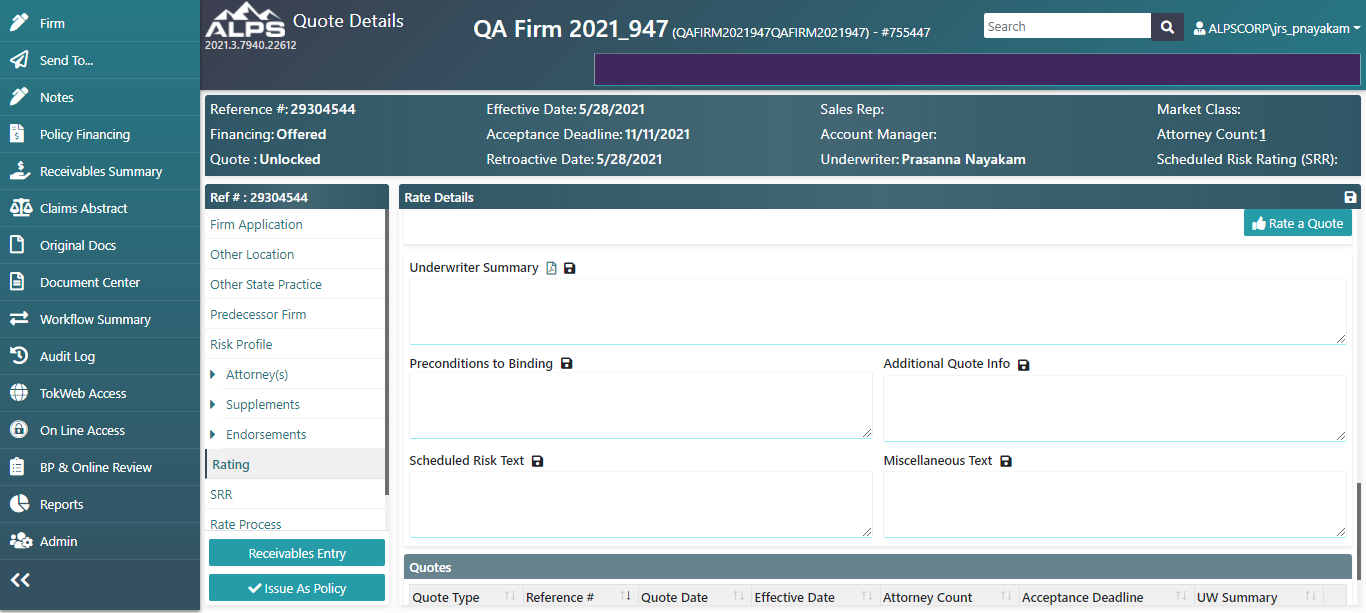 Firm
Send To...
Notes
Policy Financing
Receivables Summary
Claims Abstract
Original Docs
Document Center
Workflow Summary
Audit Log
TokWeb Access
On Line Access
BP & Online Review
Reports
Admin
ALPS
2021.3.7940.22612
Quote Details
QA Firm 2021_947 (QAFIRM2021947QAFIRM2021947) - #755447
Search
ALPSCORP\jrs_pnayakam
Reference #: 29304544
Effective Date: 5/28/2021
Sales Rep:
Market Class:
Financing: Offered
Acceptance Deadline: 11/11/2021
Account Manager:
Attorney Count: 1
Quote : Unlocked
Retroactive Date: 5/28/2021
Underwriter: Prasanna Nayakam
Scheduled Risk Rating (SRR):
Ref # : 29304544
Firm Application
Other Location
Other State Practice
Predecessor Firm
Risk Profile
Attorney(s)
Supplements
Endorsements
Rating
SRR
Rate Process
Receivables Entry
Issue As Policy
Rate Details
Rate a Quote
Underwriter Summary
Preconditions to Binding
Additional Quote Info
Scheduled Risk Text
Miscellaneous Text
Quotes
Quote Type Reference # Quote Date Effective Date Attorney Count Acceptance Deadline UW Summary